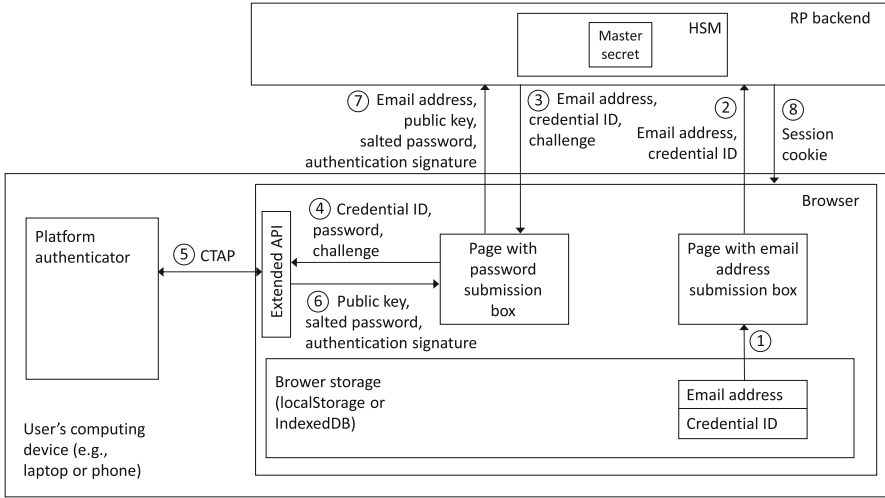 RP backend
HSM
Master
secret
7 Email address,
public key,
salted password,
authentication signature
3 Email address,
credential ID,
challenge
2
Email address,
credential ID
8
Session
cookie
Browser
Platform
authenticator
5 CTAP
Extended API
4 Credential ID,
password,
challenge
6 Public key,
salted password,
authentication signature
Page with
password
submission
box
Page with email
address
submission box
1
Brower storage
(localStorage or
IndexedDB)
Email address
Credential ID
User's computing
device (e.g.,
laptop or phone)